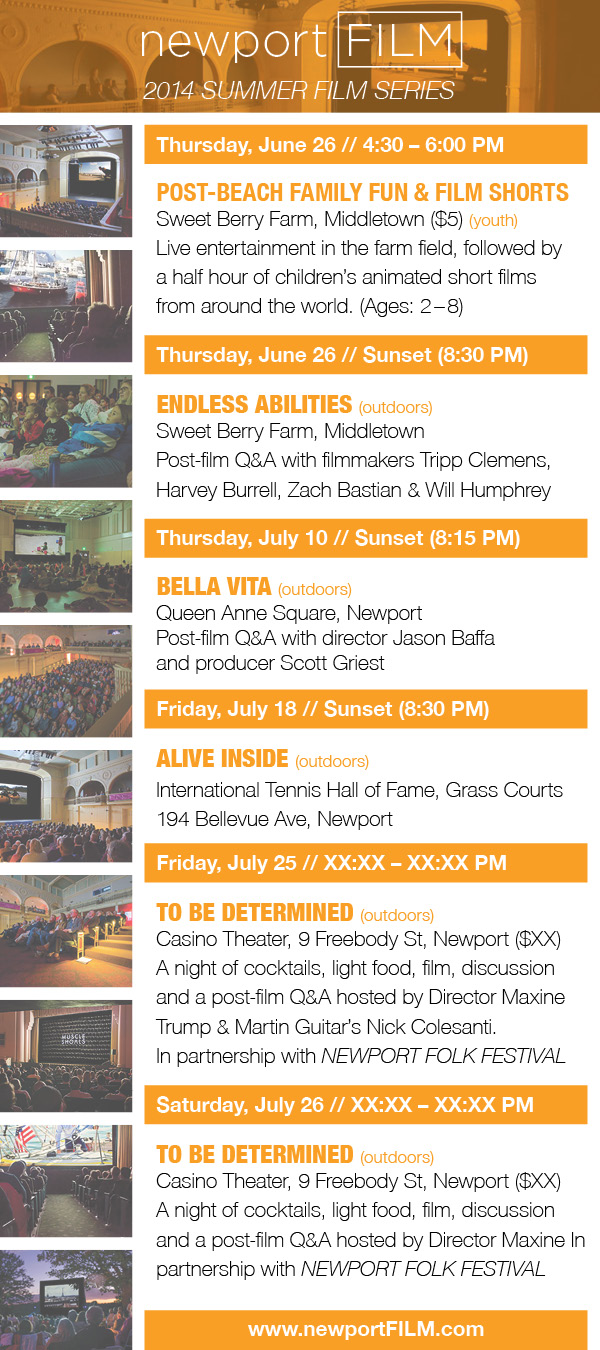 newport FILM
2014 SUMMER FILM SERIES
Thursday, June 26 // 4:30 – 6:00 PM
POST-BEACH FAMILY FUN & FILM SHORTS
Sweet Berry Farm, Middletown ($5) (youth)
Live entertainment in the farm field, followed by
a half hour of children’s animated short films
from around the world. (Ages: 2–8)
Thursday, June 26 // Sunset (8:30 PM)
ENDLESS ABILITIES (outdoors)
Sweet Berry Farm, Middletown
Post-film Q&A with filmmakers Tripp Clemens,
Harvey Burrell, Zach Bastian & Will Humphrey
Thursday, July 10 // Sunset (8:15 PM)
BELLA VITA (outdoors)
Queen Anne Square, Newport
Post-film Q&A with director Jason Baffa
and producer Scott Griest
Friday, July 18 // Sunset (8:30 PM)
ALIVE INSIDE (outdoors)
International Tennis Hall of Fame, Grass Courts
194 Bellevue Ave, Newport
Friday, July 25 // XX:XX – XX:XX PM
TO BE DETERMINED (outdoors)
Casino Theater, 9 Freebody St, Newport ($XX)
A night of cocktails, light food, film, discussion
and a post-film Q&A hosted by Director Maxine
Trump & Martin Guitar’s Nick Colesanti.
In partnership with NEWPORT FOLK FESTIVAL
MUSCLE
SHOALS
Saturday, July 26 // XX:XX – XX:XX PM
TO BE DETERMINED (outdoors)
Casino Theater, 9 Freebody St, Newport ($XX)
A night of cocktails, light food, film, discussion
and a post-film Q&A hosted by Director Maxine In
partnership with NEWPORT FOLK FESTIVAL
www.newportFILM.com